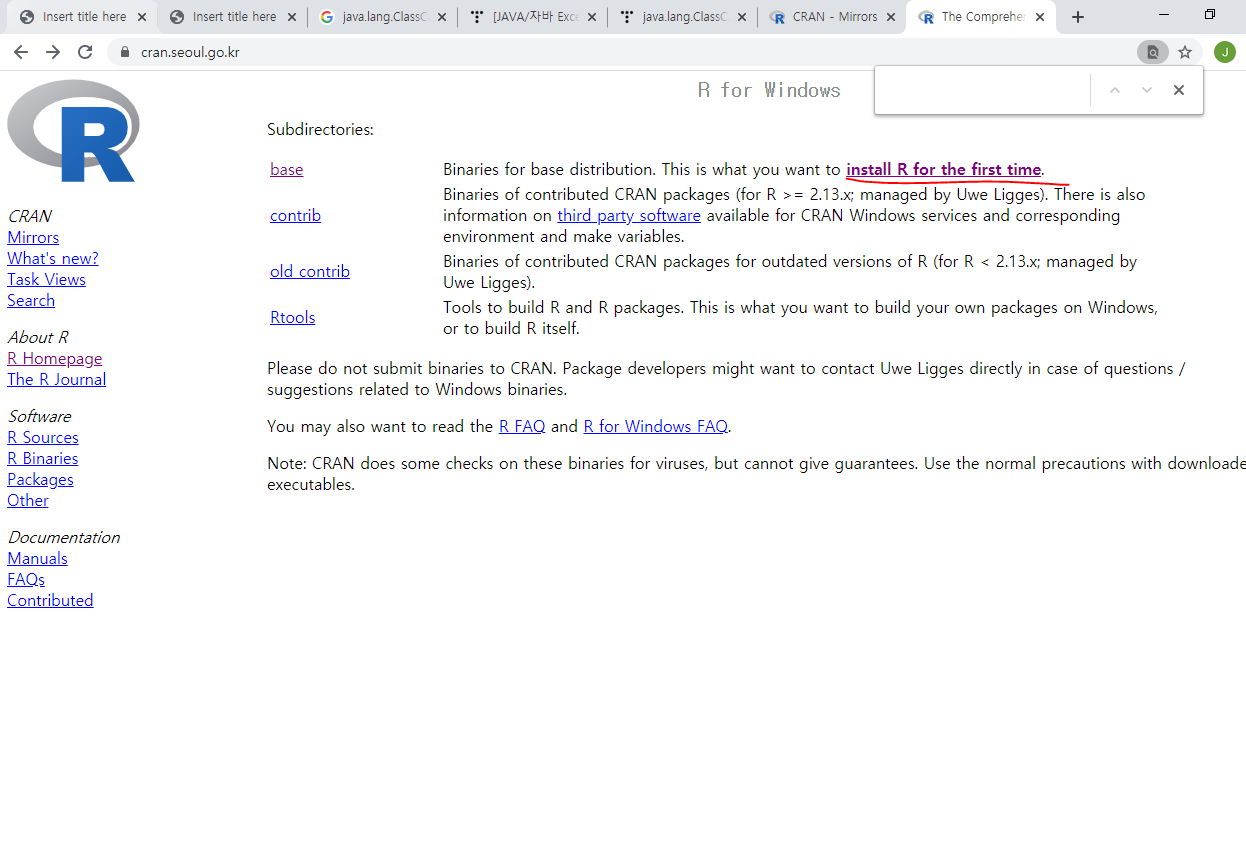 Insert title here
Insert title here
java.lang.ClassC
[JAVA/자바 Exce
java.lang.ClassC
CRAN - Mirrors
The Comprehen
cran.seoul.go.kr
J
R
R for Windows
Subdirectories:
base
Binaries for base distribution. This is what you want to install R for the first time.
contrib
Binaries of contributed CRAN packages (for R >= 2.13.x; managed by Uwe Ligges). There is also
information on third party software available for CRAN Windows services and corresponding
environment and make variables.
old contrib
Binaries of contributed CRAN packages for outdated versions of R (for R < 2.13.x; managed by
Uwe Ligges).
Rtools
Tools to build R and R packages. This is what you want to build your own packages on Windows,
or to build R itself.
Please do not submit binaries to CRAN. Package developers might want to contact Uwe Ligges directly in case of questions /
suggestions related to Windows binaries.
You may also want to read the R FAQ and R for Windows FAQ.
Note: CRAN does some checks on these binaries for viruses, but cannot give guarantees. Use the normal precautions with downloade
executables.
CRAN
Mirrors
What's new?
Task Views
Search
About R
R Homepage
The R Journal
Software
R Sources
R Binaries
Packages
Other
Documentation
Manuals
FAQs
Contributed